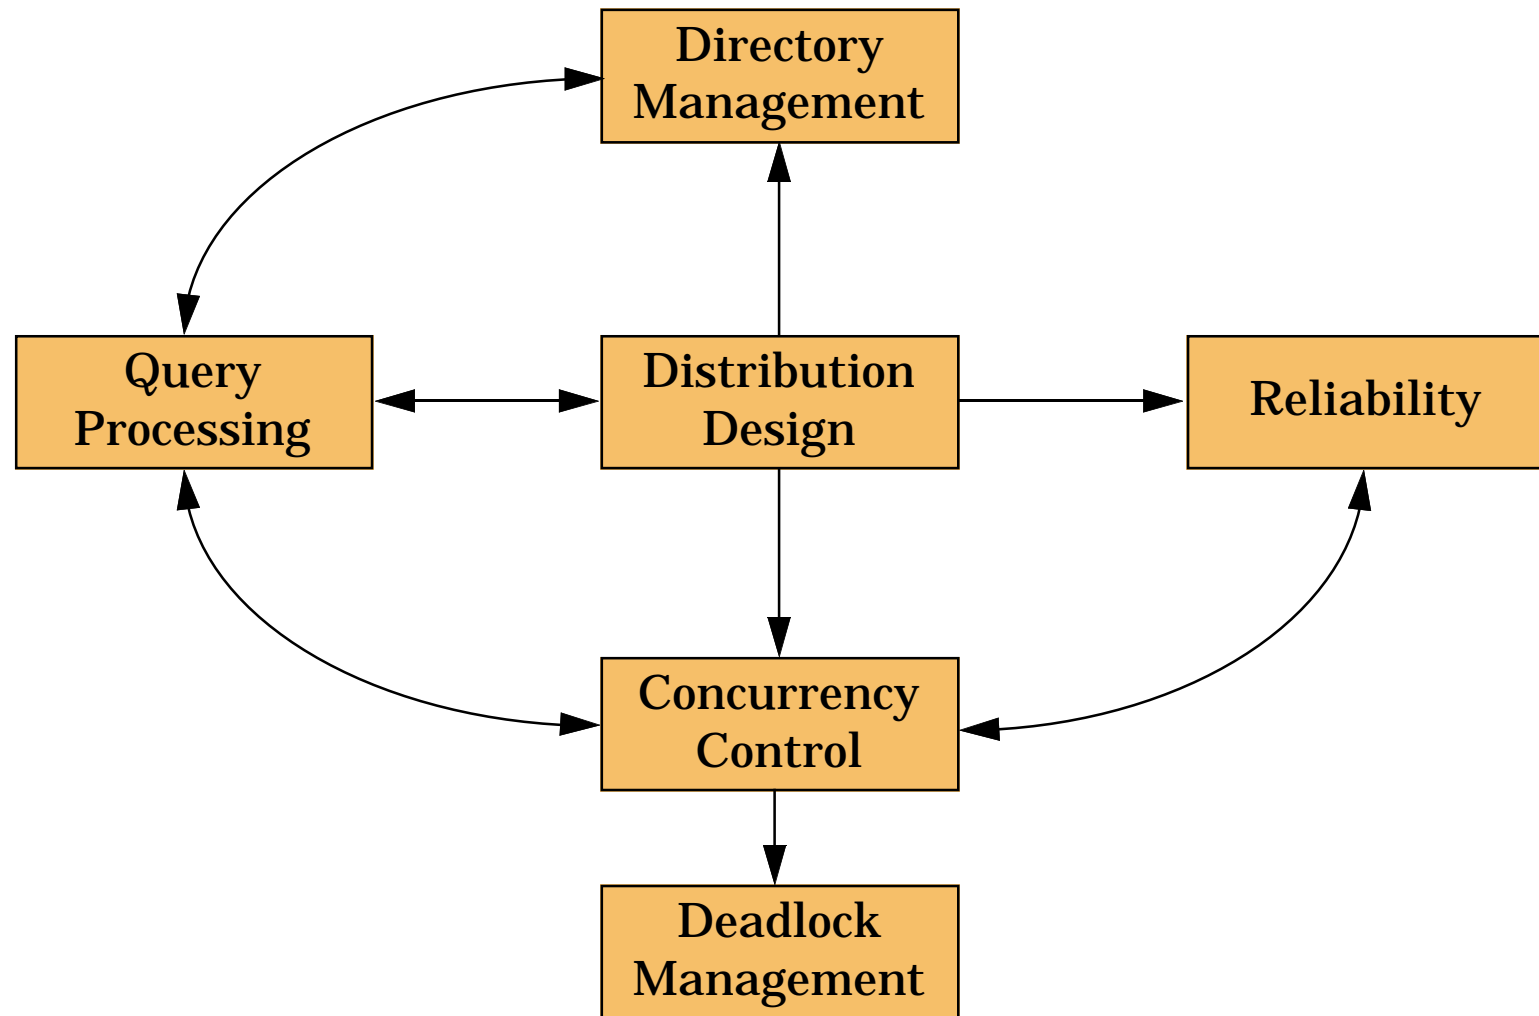 Directory
Management
Query
Processing
Distribution
Design
Reliability
Concurrency
Control
Deadlock
Management